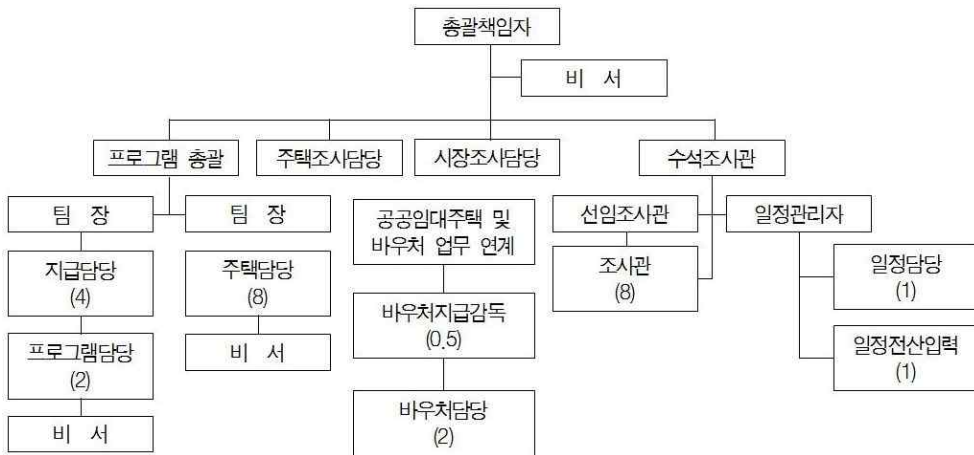 총괄책임자
비 서
프로그램 총괄
주택조사담당
시장조사담당
수석조사관
팀 장
팀 장
공공임대주택 및
바우처 업무 연계
선임조사관
일정관리자
지급담당
(4)
주택담당
(8)
조사관
(8)
일정담당
(1)
바우처지급감독
(0.5)
프로그램담당
(2)
비 서
일정전산입력
(1)
바우처담당
(2)
비 서